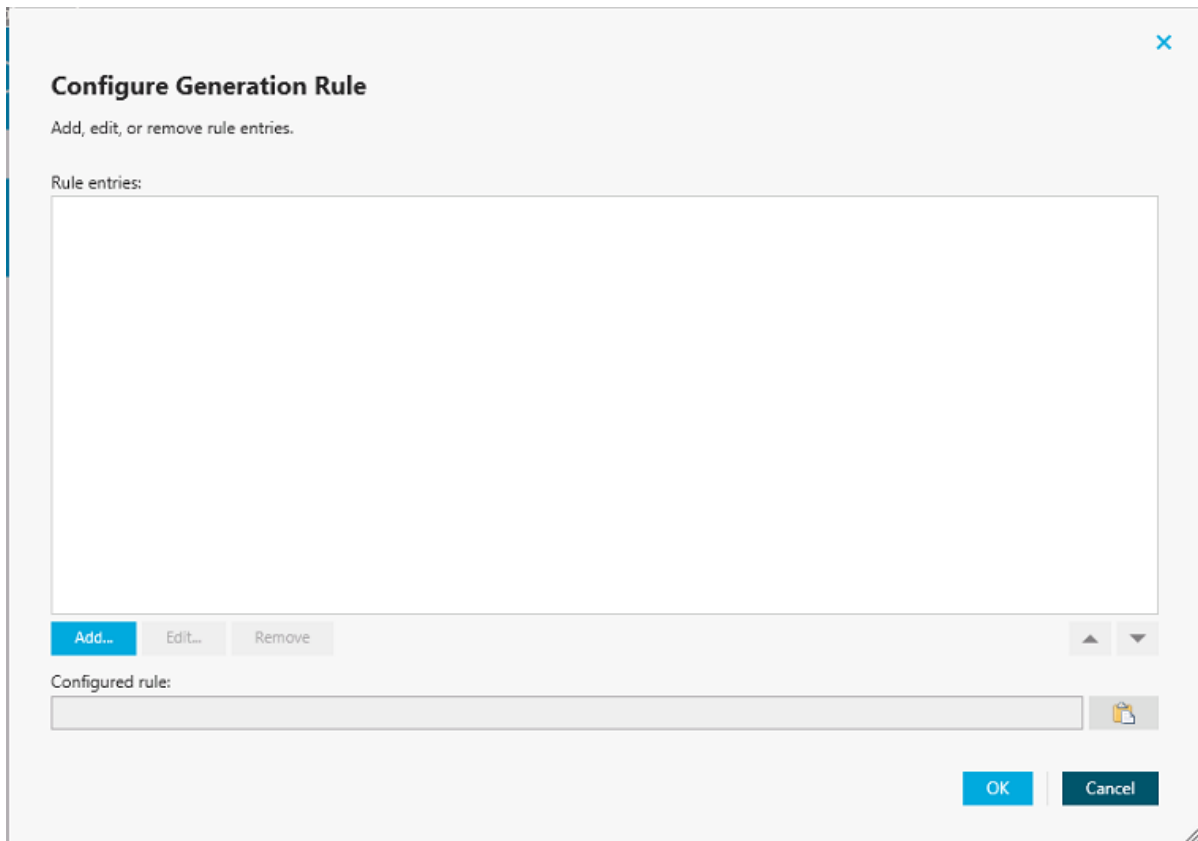 Configure Generation Rule
Add, edit, or remove rule entries.
Rule entries:
Add... Edit... Remove
Configured rule:
OK Cancel